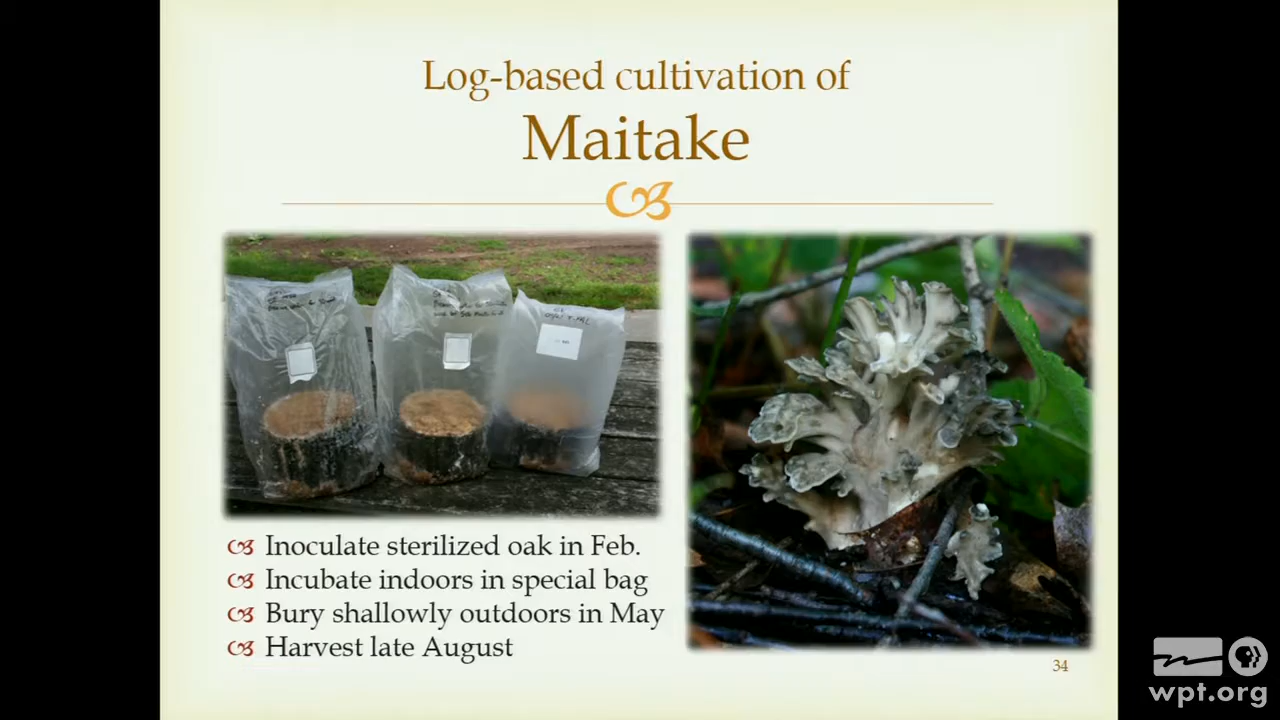 Log-based cultivation of
Maitake
Inoculate sterilized oak in Feb.
Incubate indoors in special bag
Bury shallowly outdoors in May
Harvest late August
34
PBS
wpt.org